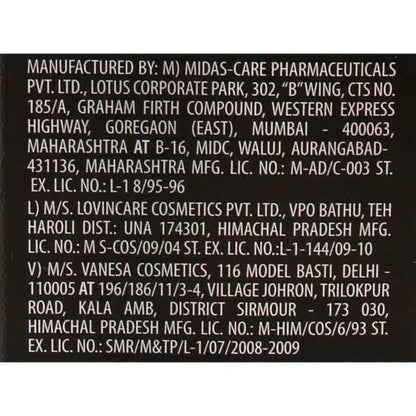 MANUFACTURED BY: M) MIDAS-CARE PHARMACEUTICALS
PVT. LTD., LOTUS CORPORATE PARK, 302, "B" WING, CTS NO.
185/A, GRAHAM FIRTH COMPOUND, WESTERN EXPRESS
HIGHWAY, GOREGAON (EAST), MUMBAI - 400063,
MAHARASHTRA AT B-16, MIDC, WALUJ, AURANGABAD-
431136, MAHARASHTRA MFG. LIC. NO.: M-AD/C-003 ST.
EX. LIC. NO.: L-1 8/95-96
L) M/S. LOVINCARE COSMETICS PVT. LTD., VPO BATHU, TEH
HAROLI DIST.: UNA 174301, HIMACHAL PRADESH MFG.
LIC. NO.: M S-COS/09/04 ST. EX. LIC. NO.:L-1-144/09-10
V) M/S. VANESA COSMETICS, 116 MODEL BASTI, DELHI -
110005 AT 196/186/11/3-4, VILLAGE JOHRON, TRILOKPUR
ROAD, KALA AMB, DISTRICT SIRMOUR - 173 030,
HIMACHAL PRADESH MFG. LIC. NO.: M-HIM/COS/6/93 ST.
EX. LIC. NO.: SMR/M&TP/L-1/07/2008-2009